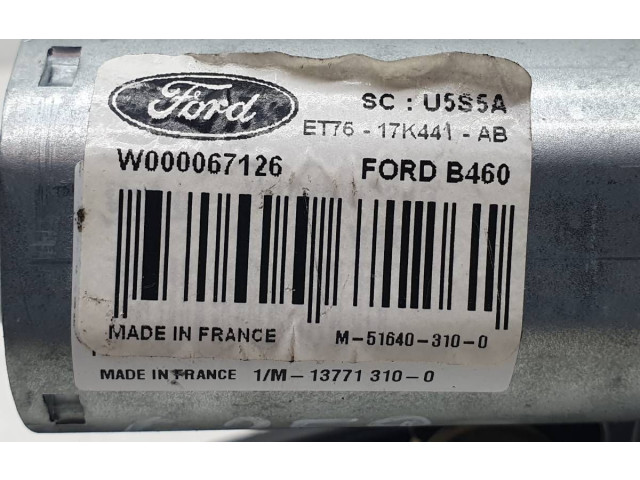 Ford
SC : U5S5A
ET76 - 17K441 - AB
W000067126 FORD B460
MADE IN FRANCE M-51640-310-0
MADE IN FRANCE 1/M-13771 310-0